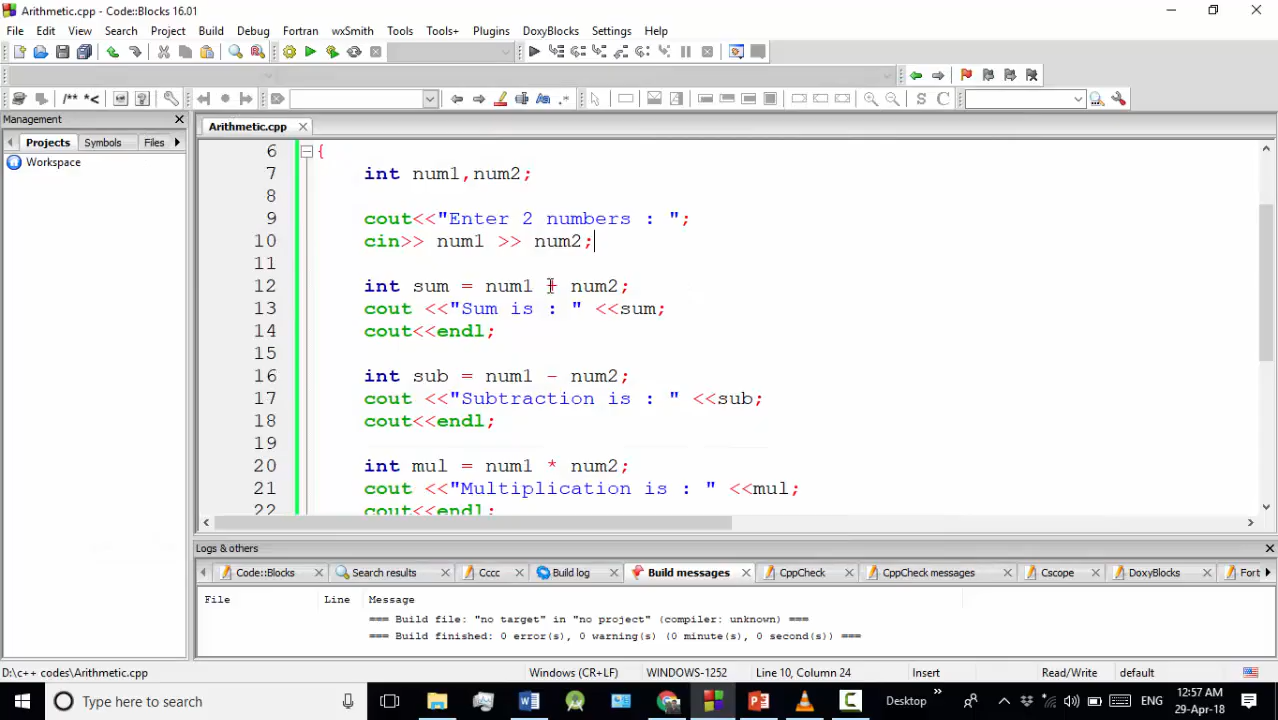 Arithmetic.cpp - Code::Blocks 16.01
File Edit View Search Project Build Debug Fortran wxSmith Tools Tools+ Plugins DoxyBlocks Settings Help
/** *< .* S C
Management
Arithmetic.cpp
Projects Symbols Files
Workspace
6 {
7 int num1,num2;
8
9 cout<<"Enter 2 numbers : ";
10 cin>> num1 >> num2;
11
12 int sum = num1 + num2;
13 cout <<"Sum is : " <<sum;
14 cout<<endl;
15
16 int sub = num1 - num2;
17 cout <<"Subtraction is : " <<sub;
18 cout<<endl;
19
20 int mul = num1 * num2;
21 cout <<"Multiplication is : " <<mul;
22 cout<<endl;
Logs & others
Code::Blocks Search results Cccc Build log Build messages CppCheck CppCheck messages Cscope DoxyBlocks Fort
File Line Message
=== Build file: "no target" in "no project" (compiler: unknown) ===
=== Build finished: 0 error(s), 0 warning(s) (0 minute(s), 0 second(s)) ===
D:\c++ codes\Arithmetic.cpp Windows (CR+LF) WINDOWS-1252 Line 10, Column 24 Insert Read/Write default
Type here to search Desktop » ENG 12:57 AM
29-Apr-18